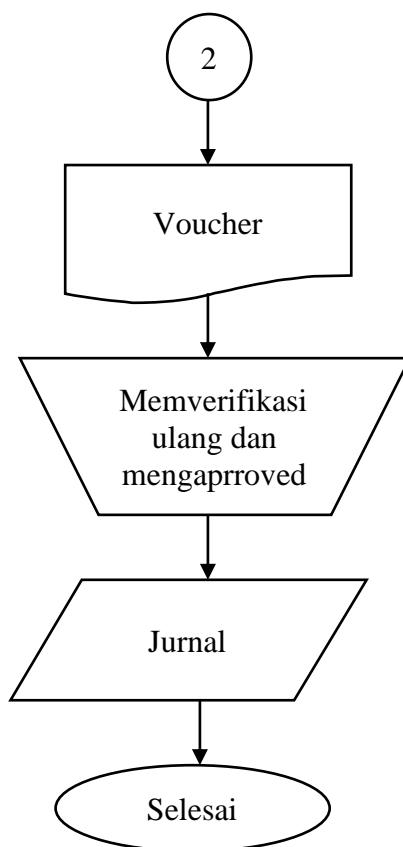 2
Voucher
Memverifikasi
ulang dan
mengaprroved
Jurnal
Selesai